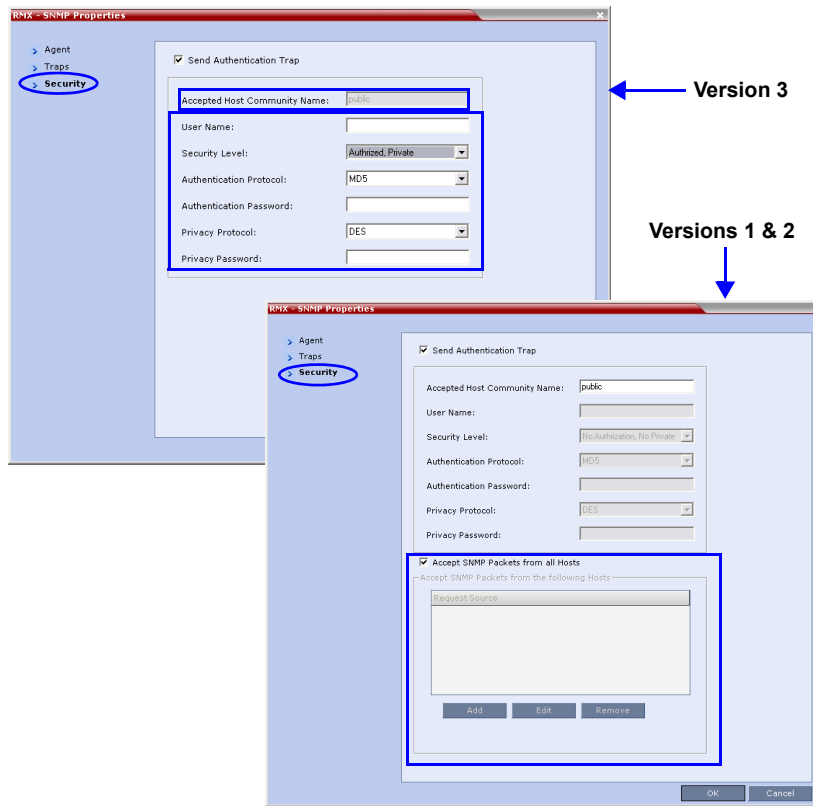 RMX - SNMP Properties
Agent
Traps
Security
Send Authentication Trap
Accepted Host Community Name: public
User Name:
Security Level: Authrized, Private
Authentication Protocol: MD5
Authentication Password:
Privacy Protocol: DES
Privacy Password:
Version 3
Versions 1 & 2
RMX - SNMP Properties
Agent
Traps
Security
Send Authentication Trap
Accepted Host Community Name: public
User Name:
Security Level: No Authrization, No Private
Authentication Protocol: MD5
Authentication Password:
Privacy Protocol: DES
Privacy Password:
Accept SNMP Packets from all Hosts
Accept SNMP Packets from the following Hosts
Request Source
Add Edit Remove
OK Cancel